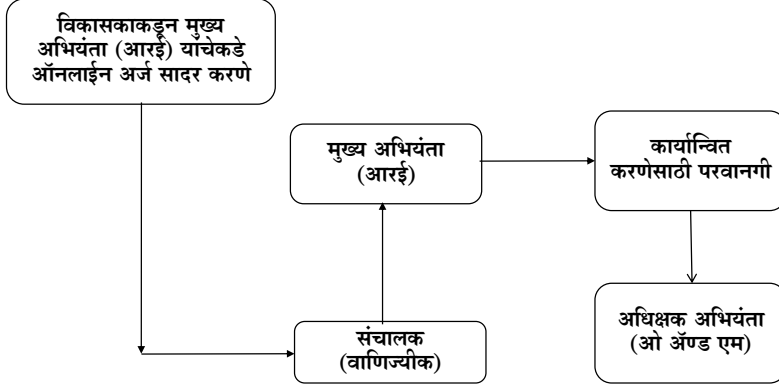 विकासकाकडून मुख्य
अभियंता (आरई) यांचेकडे
ऑनलाईन अर्ज सादर करणे
मुख्य अभियंता
(आरई)
कार्यान्वित
करणेसाठी परवानगी
संचालक
(वाणिज्यीक)
अधिक्षक अभियंता
(ओ ॲण्ड एम)